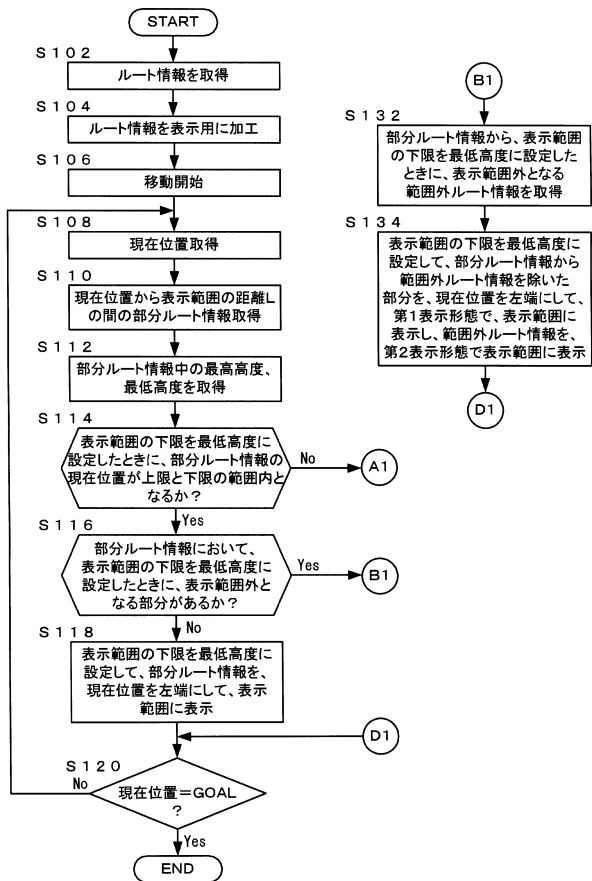 START
S102
ルート情報を取得
S104
ルート情報を表示用に加工
S106
移動開始
S108
現在位置取得
S110
現在位置から表示範囲の距離L
の間の部分ルート情報取得
S112
部分ルート情報中の最高高度、
最低高度を取得
S114
表示範囲の下限を最低高度に
設定したときに、部分ルート情報の
現在位置が上限と下限の範囲内と
なるか?
No
A1
Yes
S116
部分ルート情報において、
表示範囲の下限を最低高度に
設定したときに、表示範囲外と
なる部分があるか?
Yes
B1
No
S118
表示範囲の下限を最低高度に
設定して、部分ルート情報を、
現在位置を左端にして、表示
範囲に表示
D1
S120
No
現在位置=GOAL
?
Yes
END
B1
S132
部分ルート情報から、表示範囲
の下限を最低高度に設定した
ときに、表示範囲外となる
範囲外ルート情報を取得
S134
表示範囲の下限を最低高度に
設定して、部分ルート情報から
範囲外ルート情報を除いた
部分を、現在位置を左端にして、
第1表示形態で、表示範囲に
表示し、範囲外ルート情報を、
第2表示形態で表示範囲に表示
D1